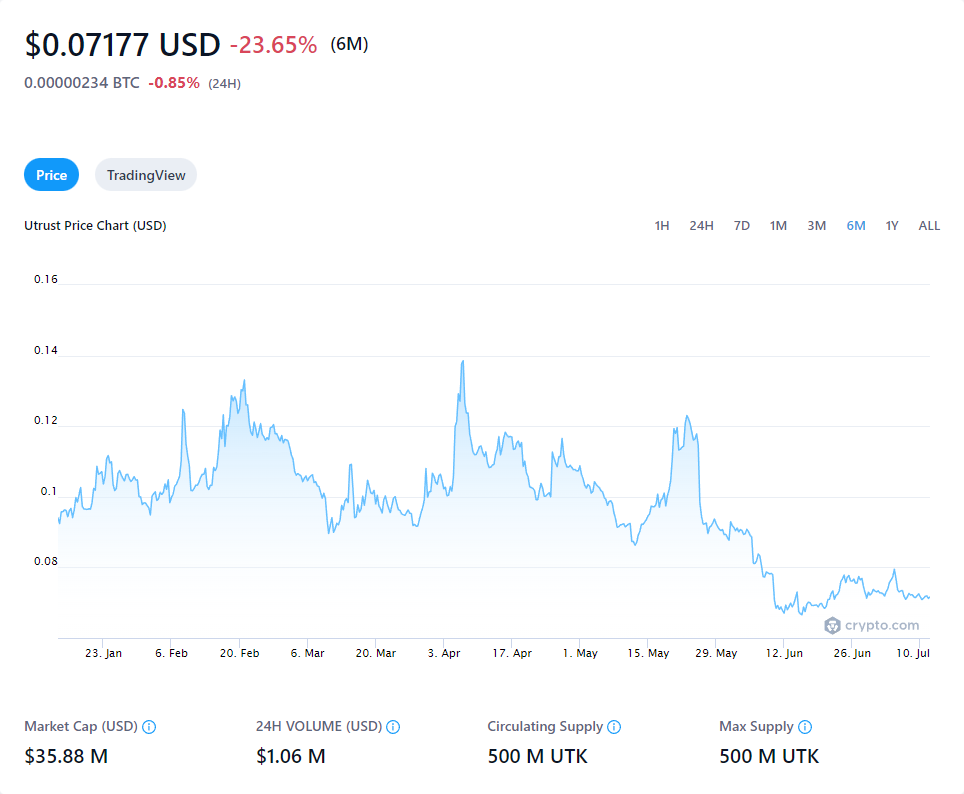 $0.07177 USD -23.65% (6M)
0.00000234 BTC -0.85% (24H)
Price TradingView
Utrust Price Chart (USD) 1H 24H 7D 1M 3M 6M 1Y ALL
0.16
0.14
0.12
0.1
0.08
crypto.com
23. Jan 6. Feb 20. Feb 6. Mar 20. Mar 3. Apr 17. Apr 1. May 15. May 29. May 12. Jun 26. Jun 10. Jul
Market Cap (USD) 24H VOLUME (USD) Circulating Supply Max Supply
$35.88 M $1.06 M 500 M UTK 500 M UTK